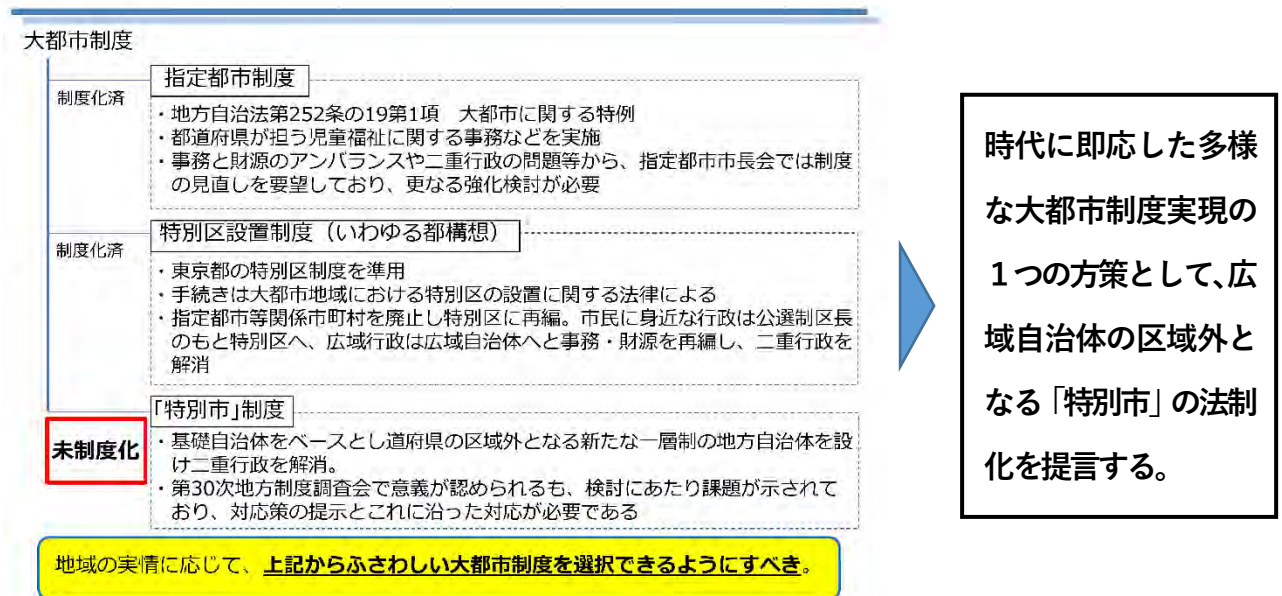 大都市制度
制度化済
指定都市制度
・地方自治法第252条の19第1項　大都市に関する特例
・都道府県が担う児童福祉に関する事務などを実施
・事務と財源のアンバランスや二重行政の問題等から、指定都市市長会では制度
の見直しを要望しており、更なる強化検討が必要
制度化済
特別区設置制度（いわゆる都構想）
・東京都の特別区制度を準用
・手続きは大都市地域における特別区の設置に関する法律による
・指定都市等関係市町村を廃止し特別区に再編。市民に身近な行政は公選制区長
のもと特別区へ、広域行政は広域自治体へと事務・財源を再編し、二重行政を
解消
未制度化
「特別市」制度
・基礎自治体をベースとし道府県の区域外となる新たな一層制の地方自治体を設
け二重行政を解消。
・第30次地方制度調査会で意義が認められるも、検討にあたり課題が示されて
おり、対応策の提示とこれに沿った対応が必要である
地域の実情に応じて、上記からふさわしい大都市制度を選択できるようにすべき。
時代に即応した多様
な大都市制度実現の
１つの方策として、広
域自治体の区域外と
なる「特別市」の法制
化を提言する。